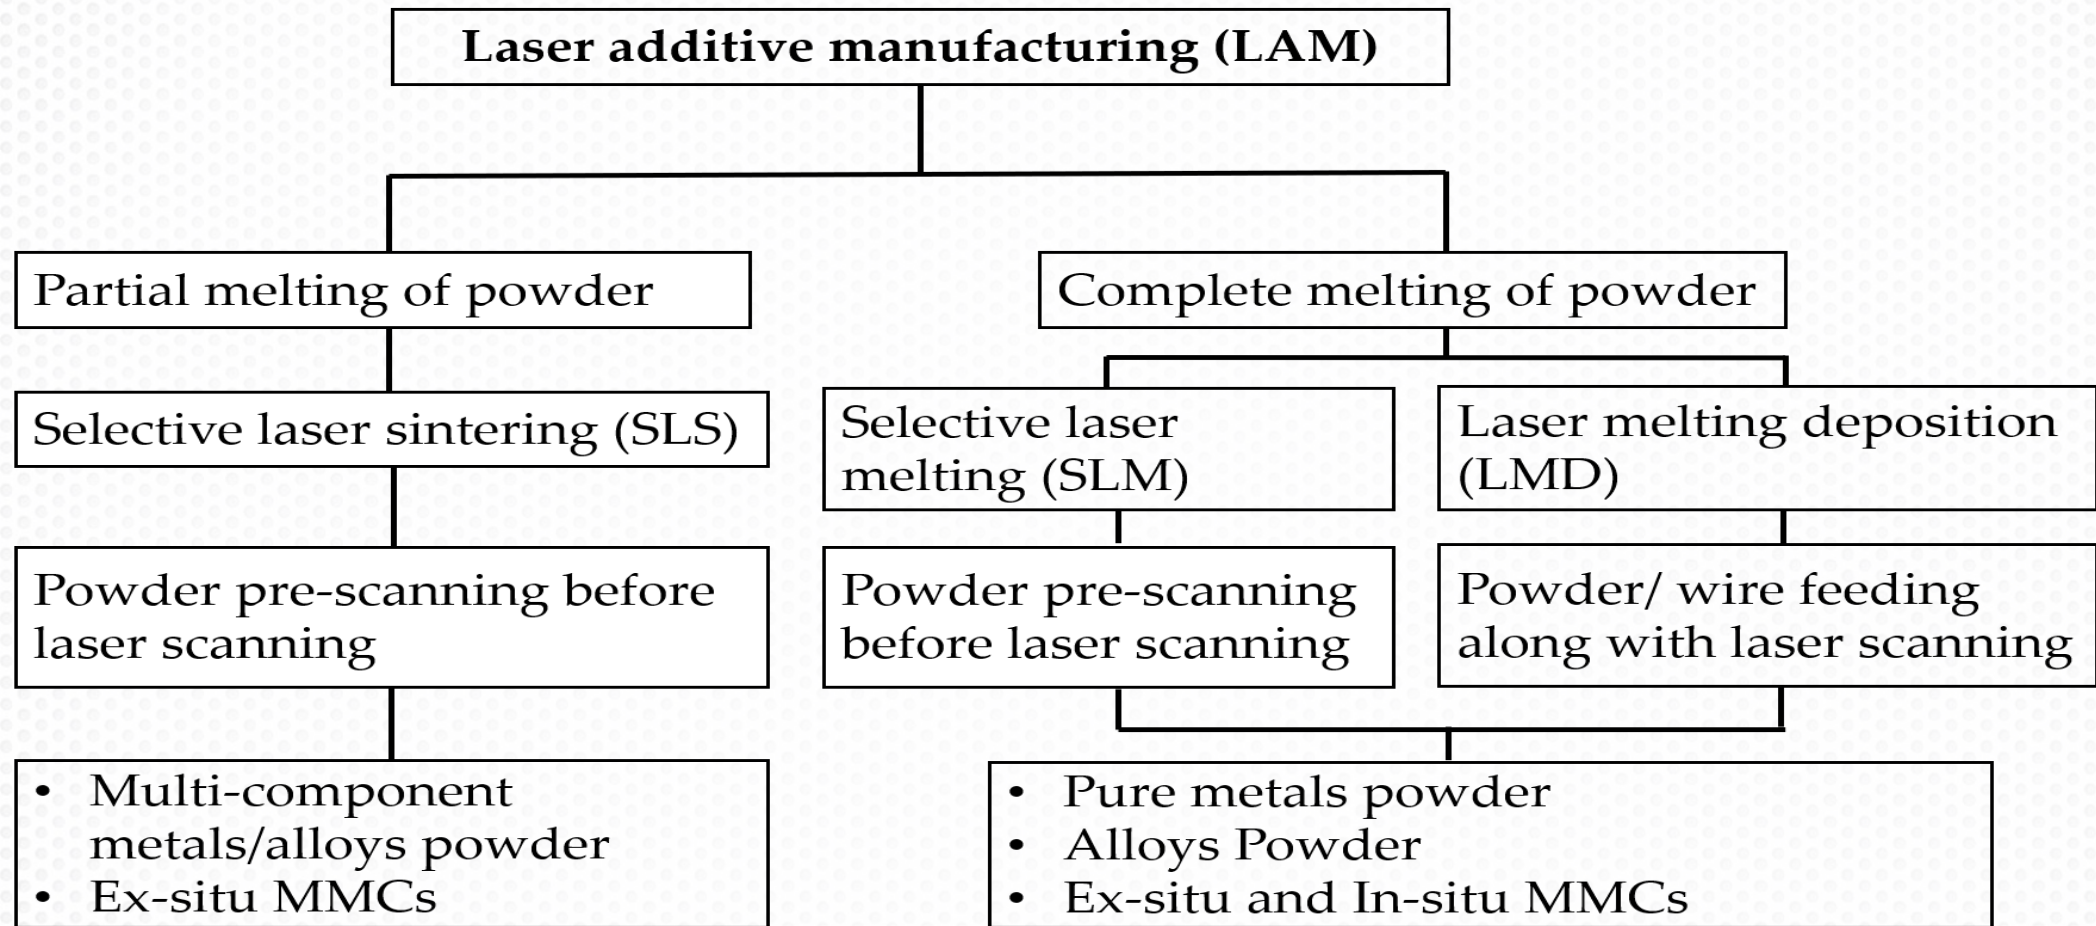 Laser additive manufacturing (LAM)
Partial melting of powder
Complete melting of powder
Selective laser sintering (SLS)
Selective laser
melting (SLM)
Laser melting deposition
(LMD)
Powder pre-scanning before
laser scanning
Powder pre-scanning
before laser scanning
Powder/ wire feeding
along with laser scanning
• Multi-component
metals/alloys powder
• Ex-situ MMCs
• Pure metals powder
• Alloys Powder
• Ex-situ and In-situ MMCs